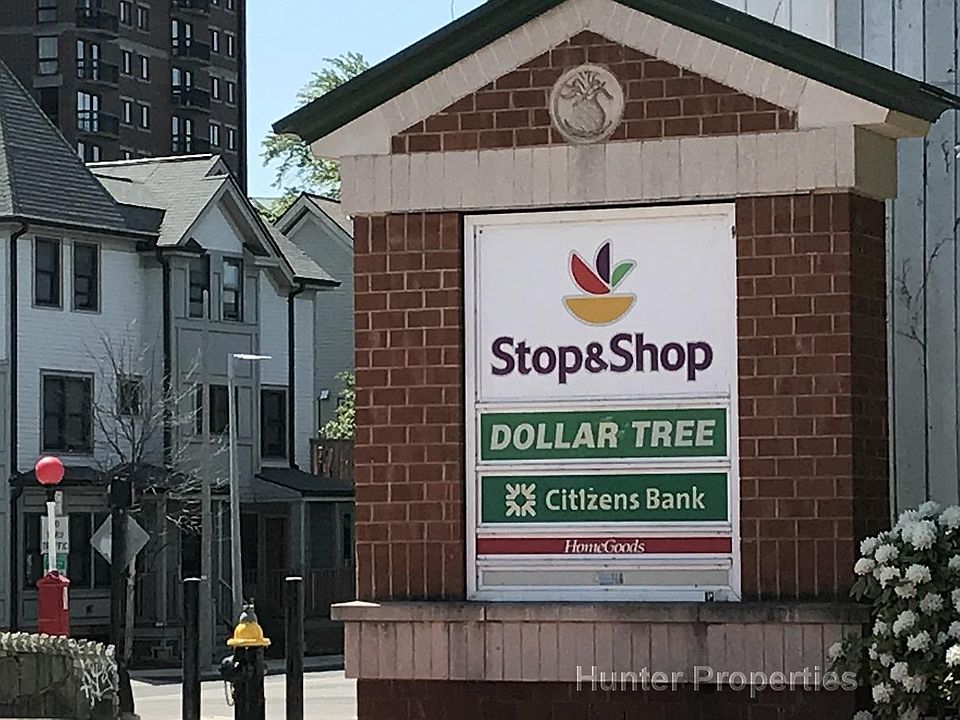 Stop&Shop
DOLLAR TREE
Citizens Bank
HomeGoods
Hunter Properties